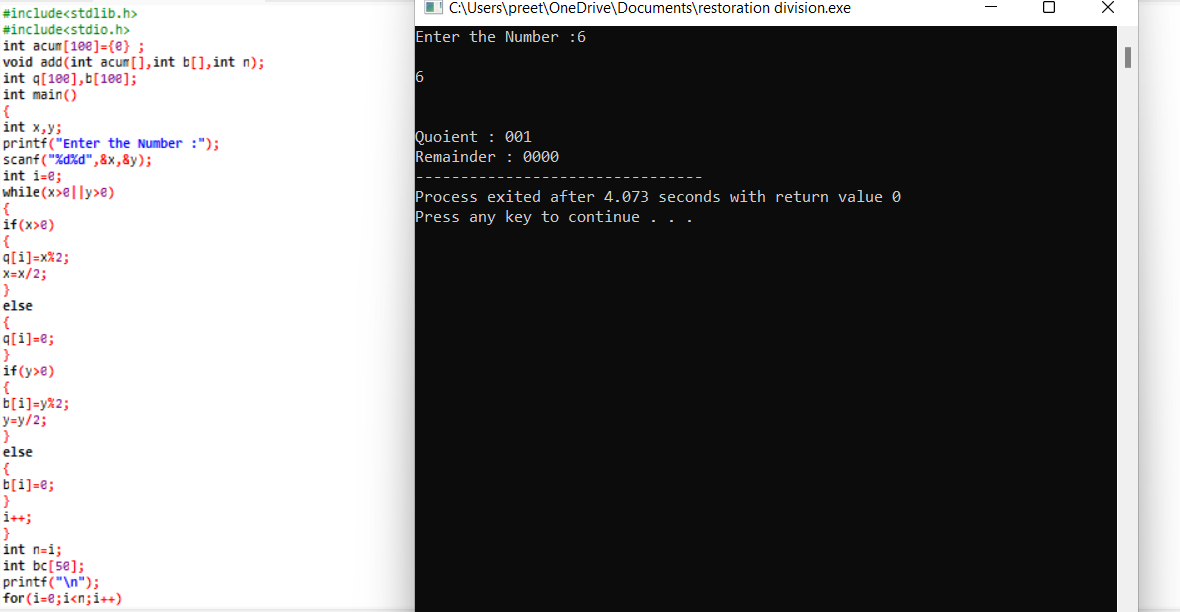 #include<stdlib.h>
#include<stdio.h>
int acum[100]={0} ;
void add(int acum[],int b[],int n);
int q[100],b[100];
int main()
{
int x,y;
printf("Enter the Number :");
scanf("%d%d",&x,&y);
int i=0;
while(x>0||y>0)
{
if(x>0)
{
q[i]=x%2;
x=x/2;
}
else
{
q[i]=0;
}
if(y>0)
{
b[i]=y%2;
y=y/2;
}
else
{
b[i]=0;
}
i++;
}
int n=i;
int bc[50];
printf("\n");
for(i=0;i<n;i++)
C:\Users\preet\OneDrive\Documents\restoration division.exe
Enter the Number :6
6
Quoient : 001
Remainder : 0000
--------------------------------
Process exited after 4.073 seconds with return value 0
Press any key to continue . . .